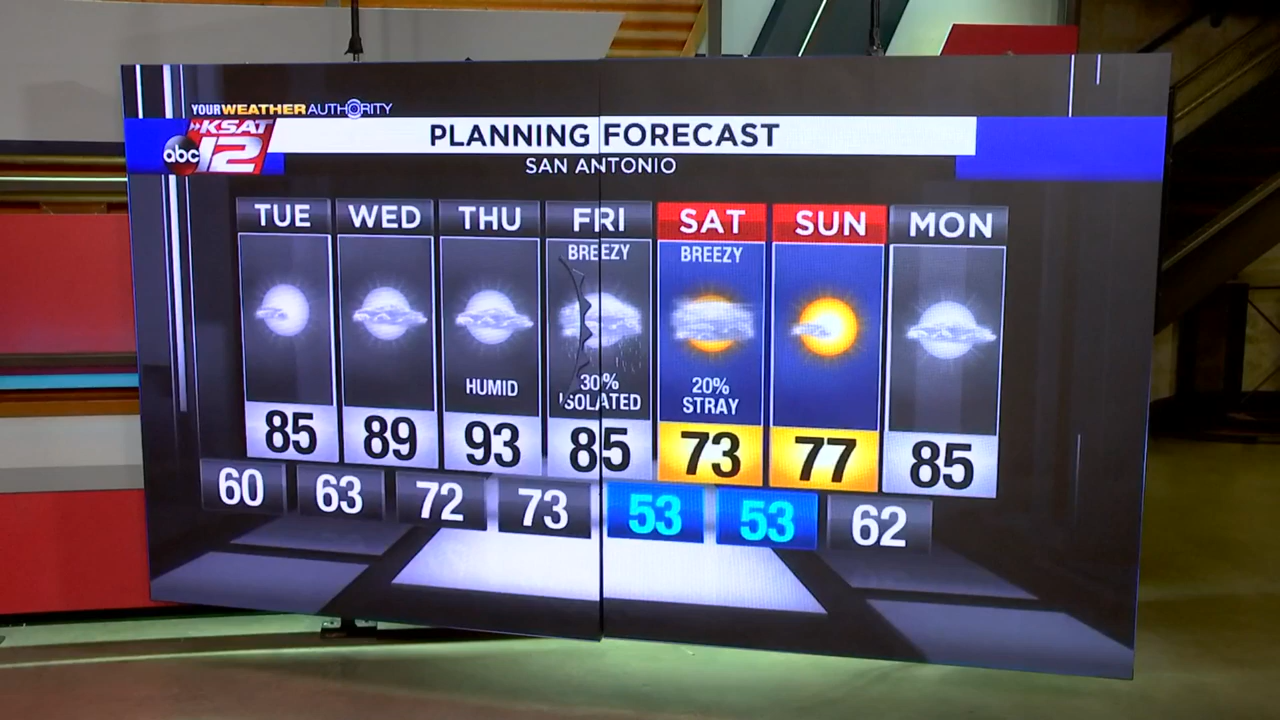 YOUR WEATHER AUTHORITY
KSAT
abc 12
PLANNING FORECAST
SAN ANTONIO
TUE WED THU FRI SAT SUN MON
BREEZY BREEZY
HUMID 30% 20%
ISOLATED STRAY
85 89 93 85 73 77 85
60 63 72 73 53 53 62